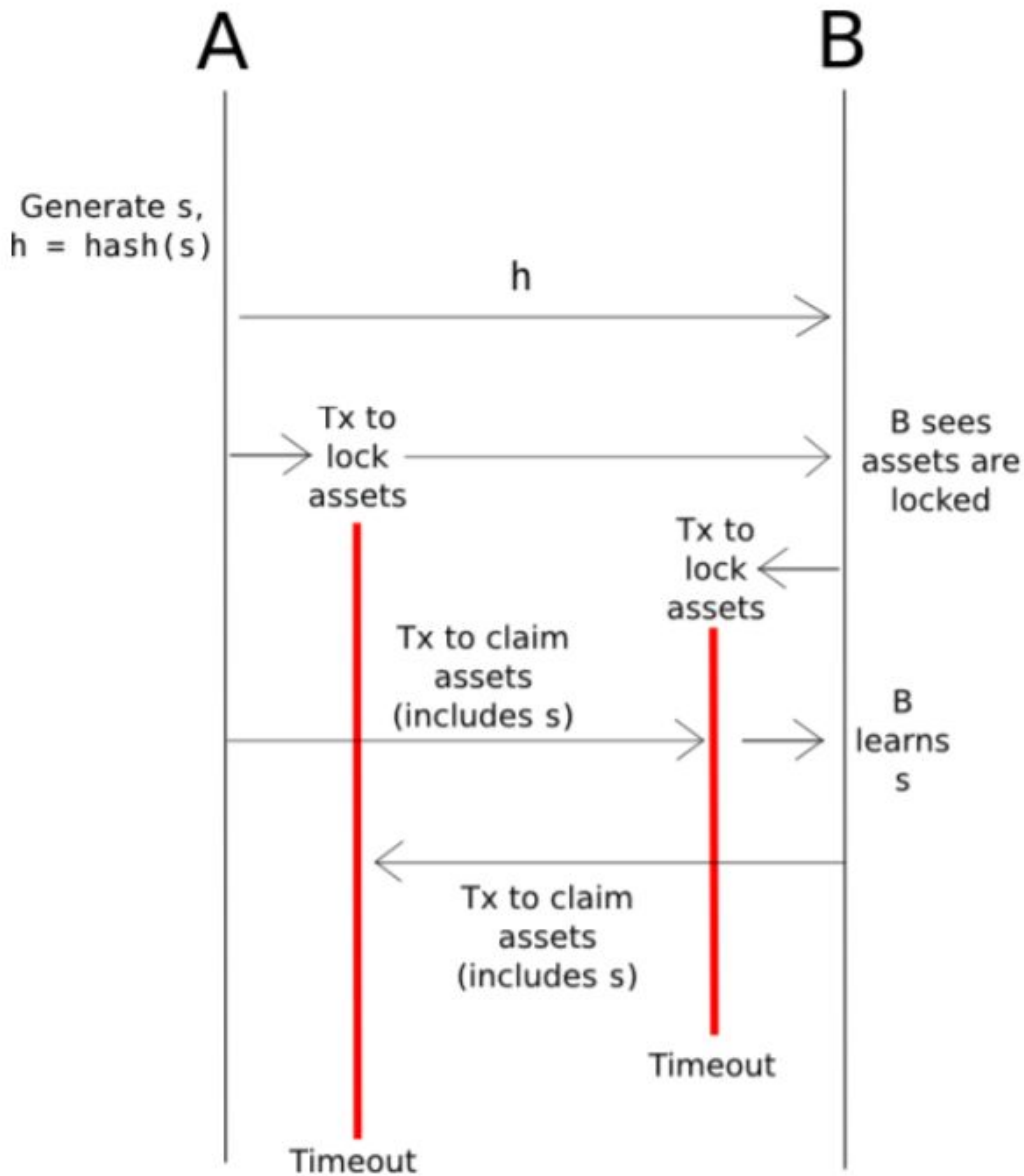 A
B
Generate s,
h = hash(s)
h
Tx to
lock
assets
B sees
assets are
locked
Tx to
lock
assets
Tx to claim
assets
(includes s)
B
learns
s
Tx to claim
assets
(includes s)
Timeout
Timeout